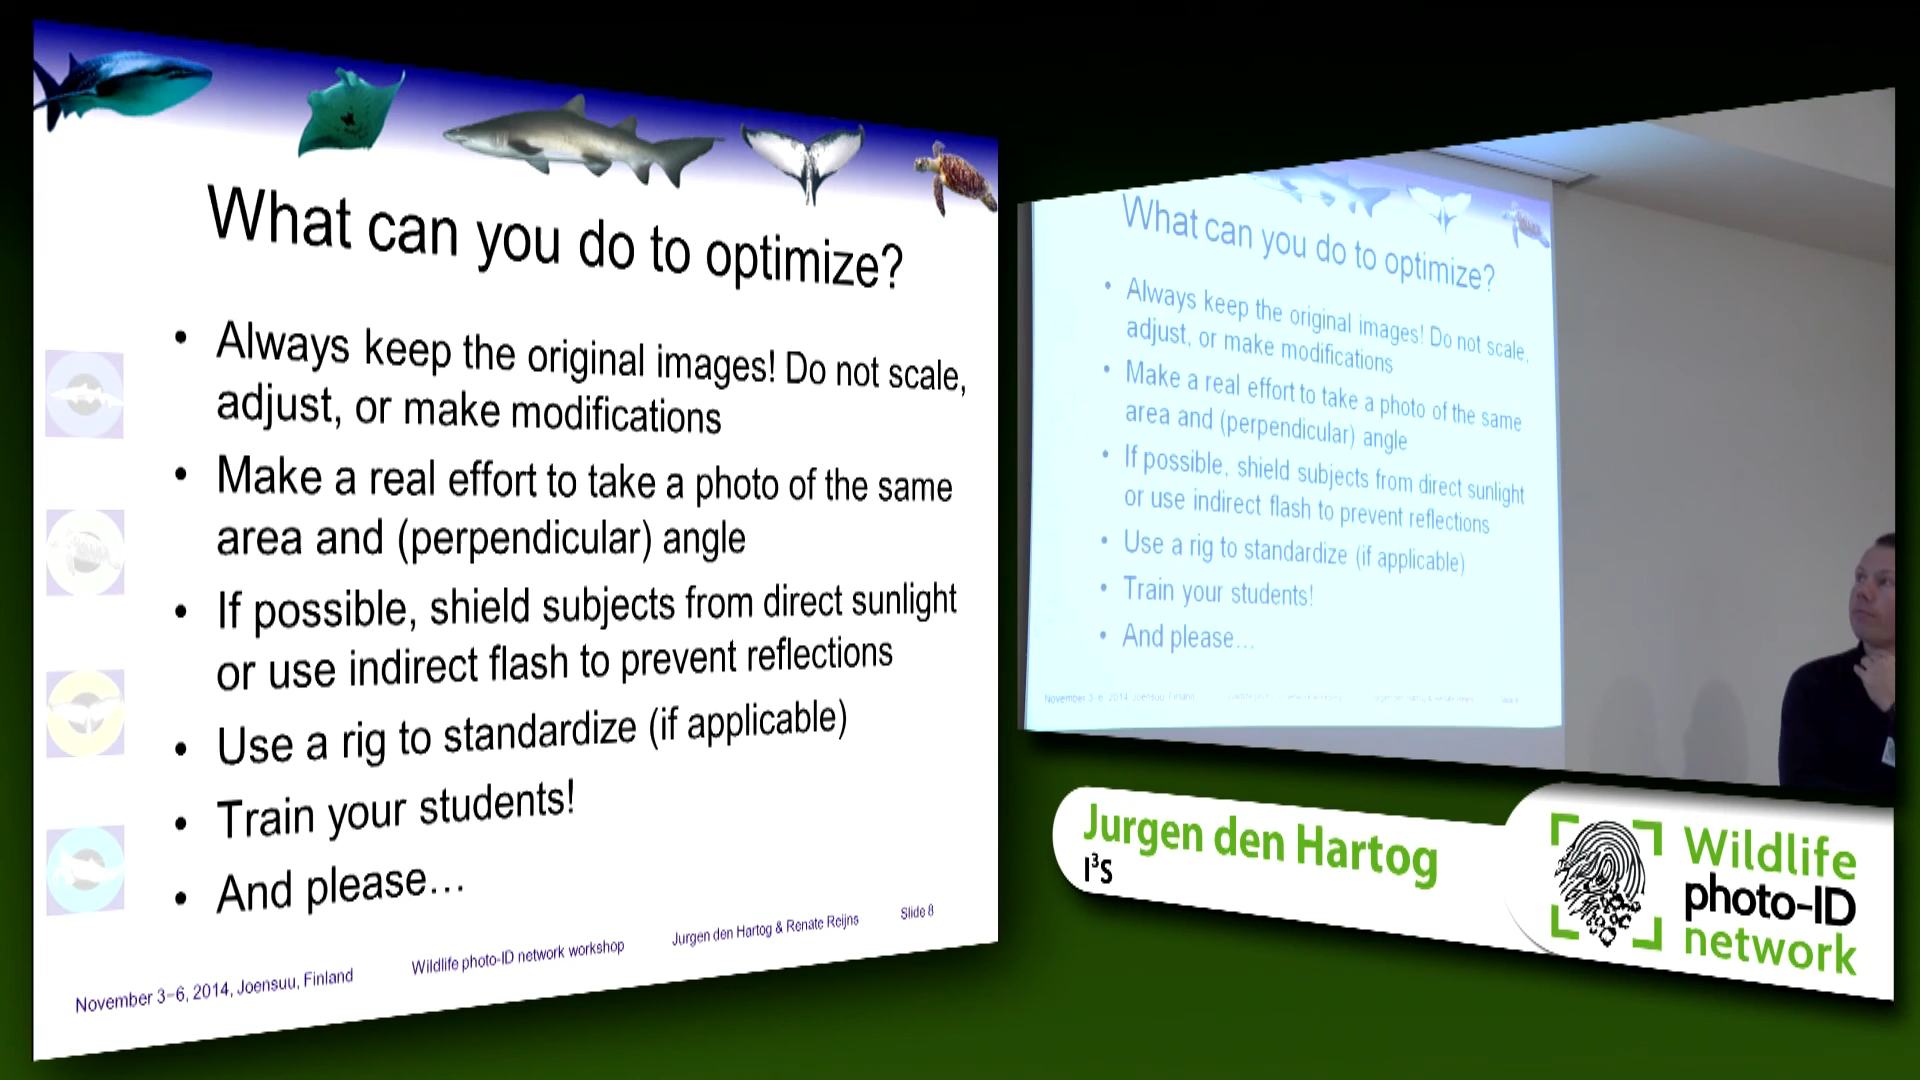 What can you do to optimize?
• Always keep the original images! Do not scale,
adjust, or make modifications
• Make a real effort to take a photo of the same
area and (perpendicular) angle
• If possible, shield subjects from direct sunlight
or use indirect flash to prevent reflections
• Use a rig to standardize (if applicable)
• Train your students!
• And please…
November 3-6, 2014, Joensuu, Finland
Wildlife photo-ID network workshop
Jurgen den Hartog & Renate Reijns
Slide 8
What can you do to optimize?
• Always keep the original images! Do not scale,
adjust, or make modifications
• Make a real effort to take a photo of the same
area and (perpendicular) angle
• If possible, shield subjects from direct sunlight
or use indirect flash to prevent reflections
• Use a rig to standardize (if applicable)
• Train your students!
• And please…
November 3-6, 2014, Joensuu, Finland
Jurgen den Hartog
I³S
Wildlife
photo-ID
network